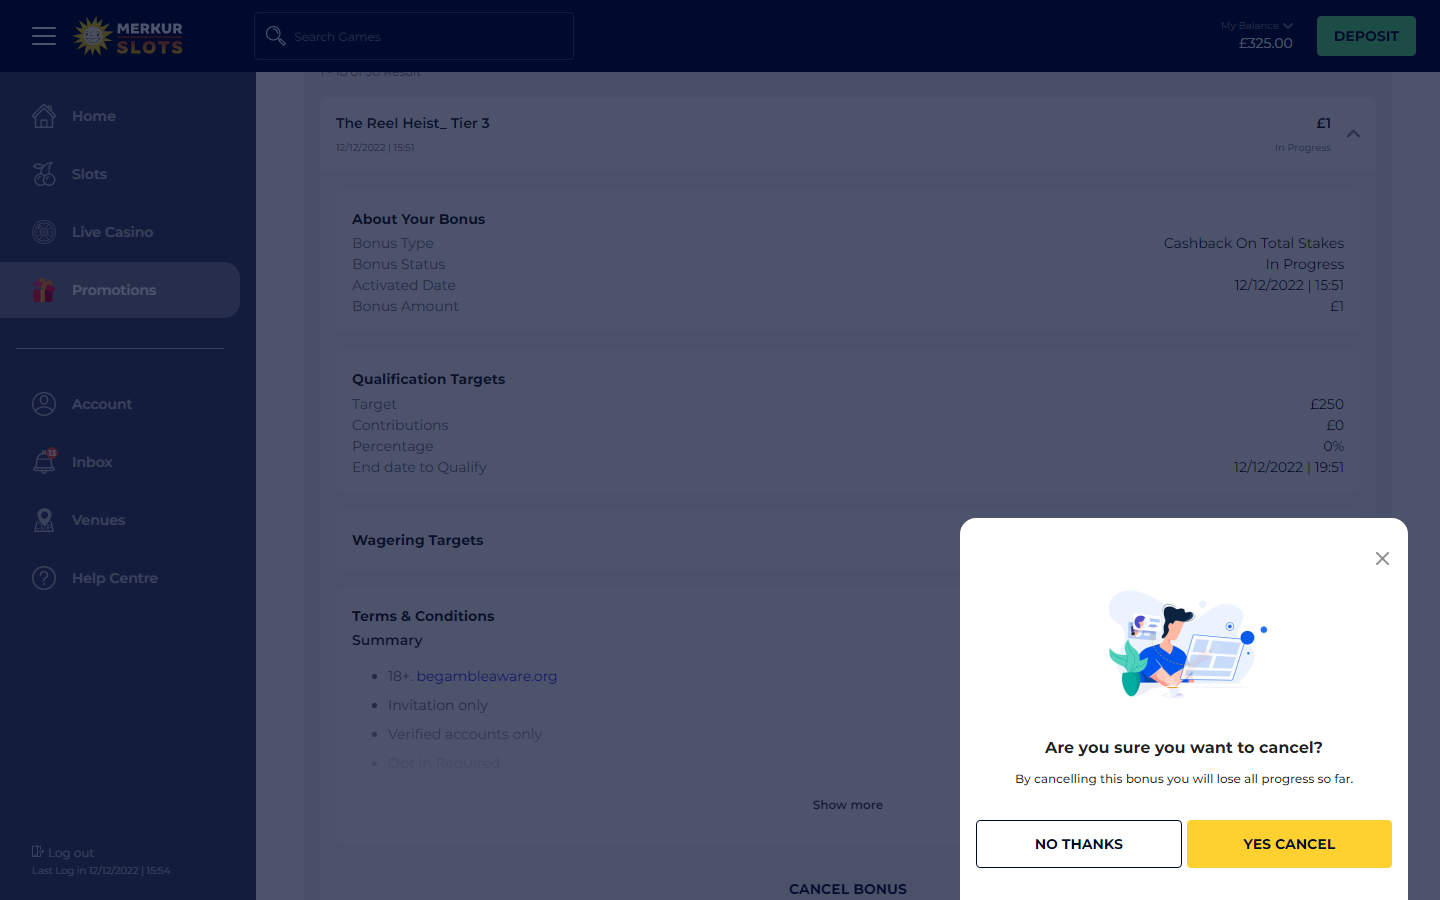 MERKUR
SLOTS
Search Games
My Balance
£325.00
DEPOSIT
1 - 10 of 50 Result
Home
Slots
Live Casino
Promotions
Account
13
Inbox
Venues
Help Centre
Log out
Last Log in 12/12/2022 | 15:54
The Reel Heist_ Tier 3
£1
12/12/2022 | 15:51
In Progress
About Your Bonus
Bonus Type Cashback On Total Stakes
Bonus Status In Progress
Activated Date 12/12/2022 | 15:51
Bonus Amount £1
Qualification Targets
Target £250
Contributions £0
Percentage 0%
End date to Qualify 12/12/2022 | 19:51
Wagering Targets
Terms & Conditions
Summary
18+. begambleaware.org
Invitation only
Verified accounts only
Opt in Required
Show more
CANCEL BONUS
Are you sure you want to cancel?
By cancelling this bonus you will lose all progress so far.
NO THANKS
YES CANCEL